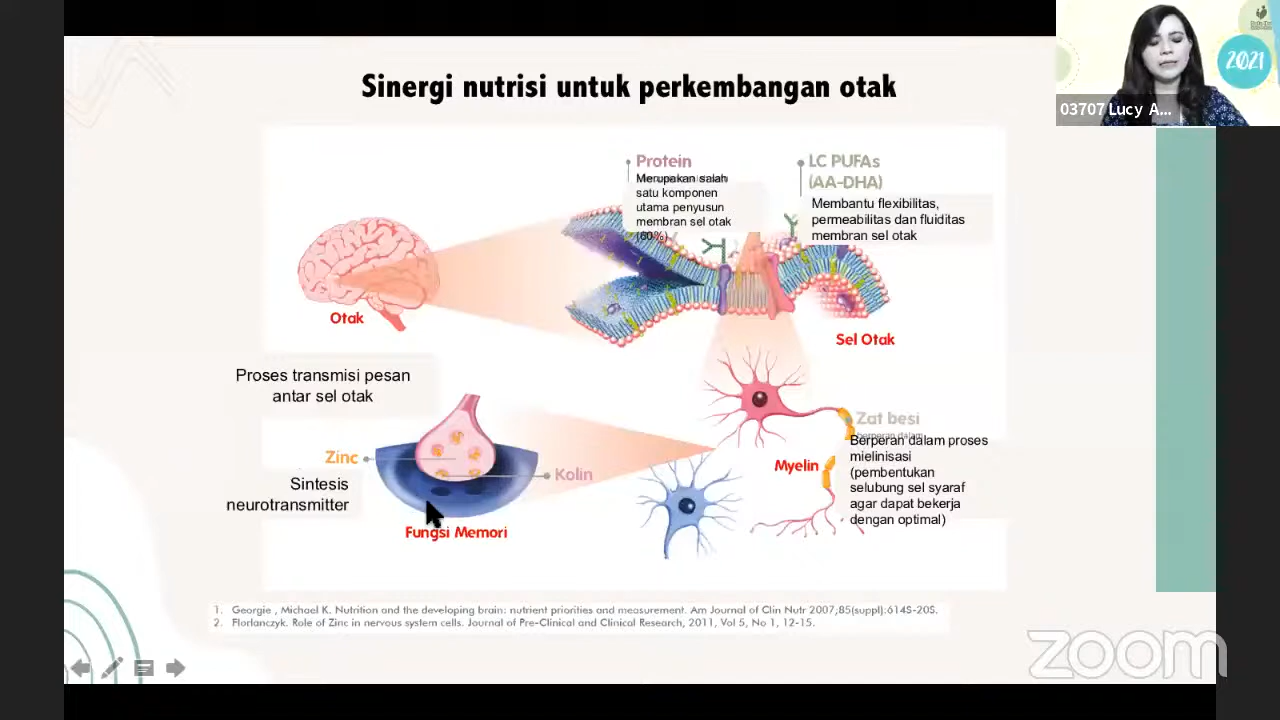 Sinergi nutrisi untuk perkembangan otak
2021
03707 Lucy A...
Protein
Merupakan salah
satu komponen
utama penyusun
membran sel otak
(60%)
LC PUFAs
(AA-DHA)
Membantu flexibilitas,
permeabilitas dan fluiditas
membran sel otak
Otak
Sel Otak
Proses transmisi pesan
antar sel otak
Zinc
Sintesis
neurotransmitter
Kolin
Fungsi Memori
Zat besi
Berperan dalam proses
mielinisasi
(pembentukan
selubung sel syaraf
agar dapat bekerja
dengan optimal)
Myelin
1. Georgie , Michael K. Nutrition and the developing brain: nutrient priorities and measurement. Am Journal of Clin Nutr 2007;85(suppl):614S-20S.
2. Florlanczyk. Role of Zinc in nervous system cells. Journal of Pre-Clinical and Clinical Research, 2011, Vol 5, No 1, 12-15.
zoom